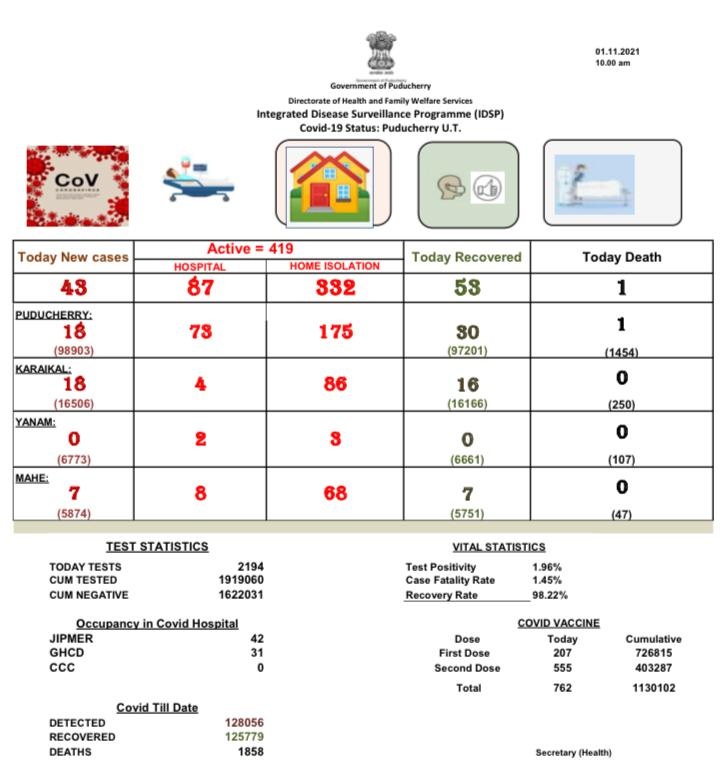 01.11.2021
10.00 am
Government of Puducherry
Government of Puducherry
Directorate of Health and Family Welfare Services
Integrated Disease Surveillance Programme (IDSP)
Covid-19 Status: Puducherry U.T.
CoV
CORONAVIRUS
Today New cases
Active = 419
HOSPITAL HOME ISOLATION
Today Recovered
Today Death
43 87 332 53 1
PUDUCHERRY:
18 73 175 30 1
(98903) (97201) (1454)
KARAIKAL:
18 4 86 16 0
(16506) (16166) (250)
YANAM:
0 2 3 0 0
(6773) (6661) (107)
MAHE:
7 8 68 7 0
(5874) (5751) (47)
TEST STATISTICS
TODAY TESTS 2194
CUM TESTED 1919060
CUM NEGATIVE 1622031
VITAL STATISTICS
Test Positivity 1.96%
Case Fatality Rate 1.45%
Recovery Rate 98.22%
Occupancy in Covid Hospital
JIPMER 42
GHCD 31
CCC 0
COVID VACCINE
Dose Today Cumulative
First Dose 207 726815
Second Dose 555 403287
Total 762 1130102
Covid Till Date
DETECTED 128056
RECOVERED 125779
DEATHS 1858
Secretary (Health)